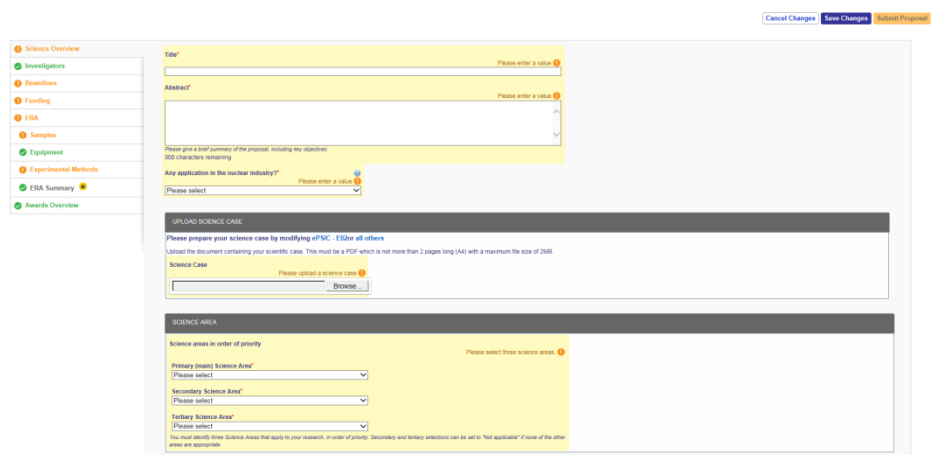 Cancel Changes Save Changes Submit Proposal
Science Overview
Investigators
Beamlines
Funding
ERA
Samples
Equipment
Experimental Methods
ERA Summary
Awards Overview
Title*
Please enter a value
Abstract*
Please enter a value
Please give a brief summary of the proposal, including key objectives
900 characters remaining
Any application in the nuclear industry?*
Please enter a value
Please select
UPLOAD SCIENCE CASE
Please prepare your science case by modifying ePSIC - E02or all others
Upload the document containing your scientific case. This must be a PDF which is not more than 2 pages long (A4) with a maximum file size of 2MB.
Science Case
Please upload a science case
Browse...
SCIENCE AREA
Science areas in order of priority
Please select three science areas.
Primary (main) Science Area*
Please select
Secondary Science Area*
Please select
Tertiary Science Area*
Please select
You must identify three Science Areas that apply to your research, in order of priority. Secondary and tertiary selections can be set to "Not applicable" if none of the other
areas are appropriate.